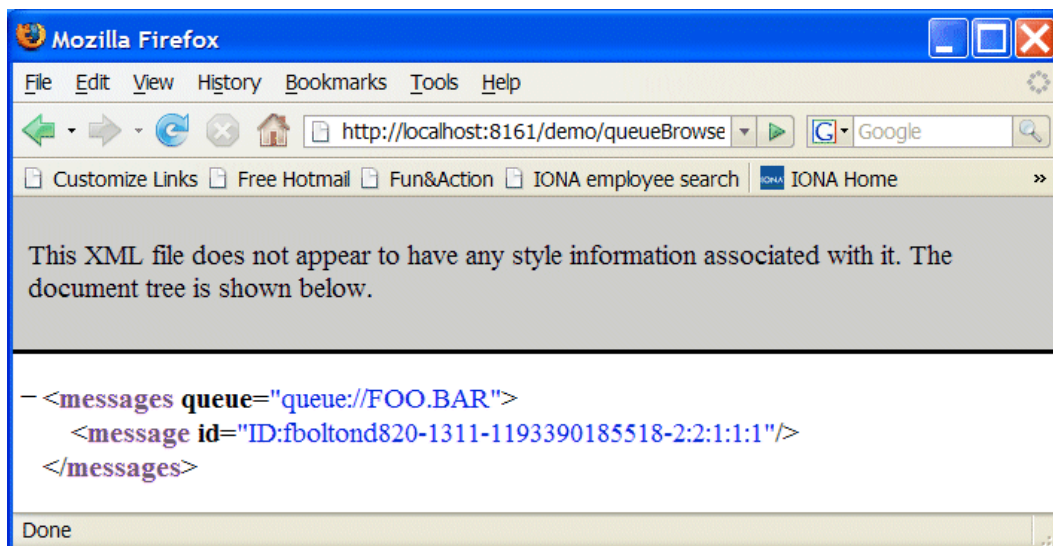 Mozilla Firefox
File Edit View History Bookmarks Tools Help
http://localhost:8161/demo/queueBrowse G Google
Customize Links Free Hotmail Fun&Action IONA employee search IONA IONA Home »
This XML file does not appear to have any style information associated with it. The
document tree is shown below.
− <messages queue="queue://FOO.BAR">
<message id="ID:fboltond820-1311-1193390185518-2:2:1:1:1"/>
</messages>
Done